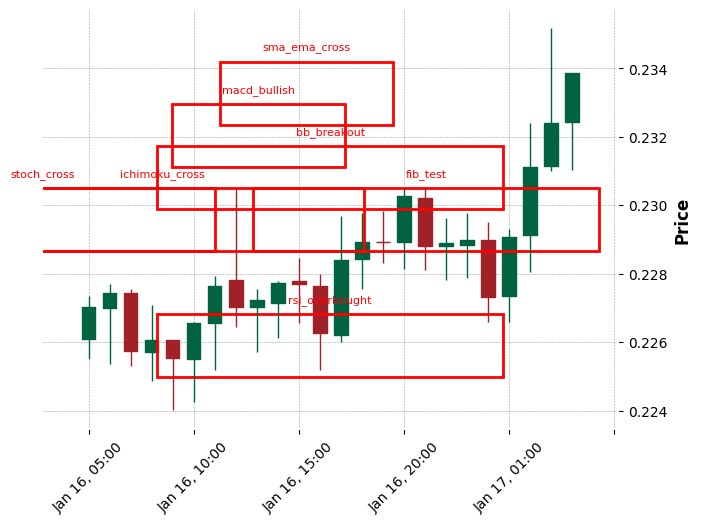 sma_ema_cross
macd_bullish
bb_breakout
stoch_cross
ichimoku_cross
fib_test
rsi_overbought
0.234
0.232
0.230
0.228
0.226
0.224
Price
Jan 16, 05:00
Jan 16, 10:00
Jan 16, 15:00
Jan 16, 20:00
Jan 17, 01:00